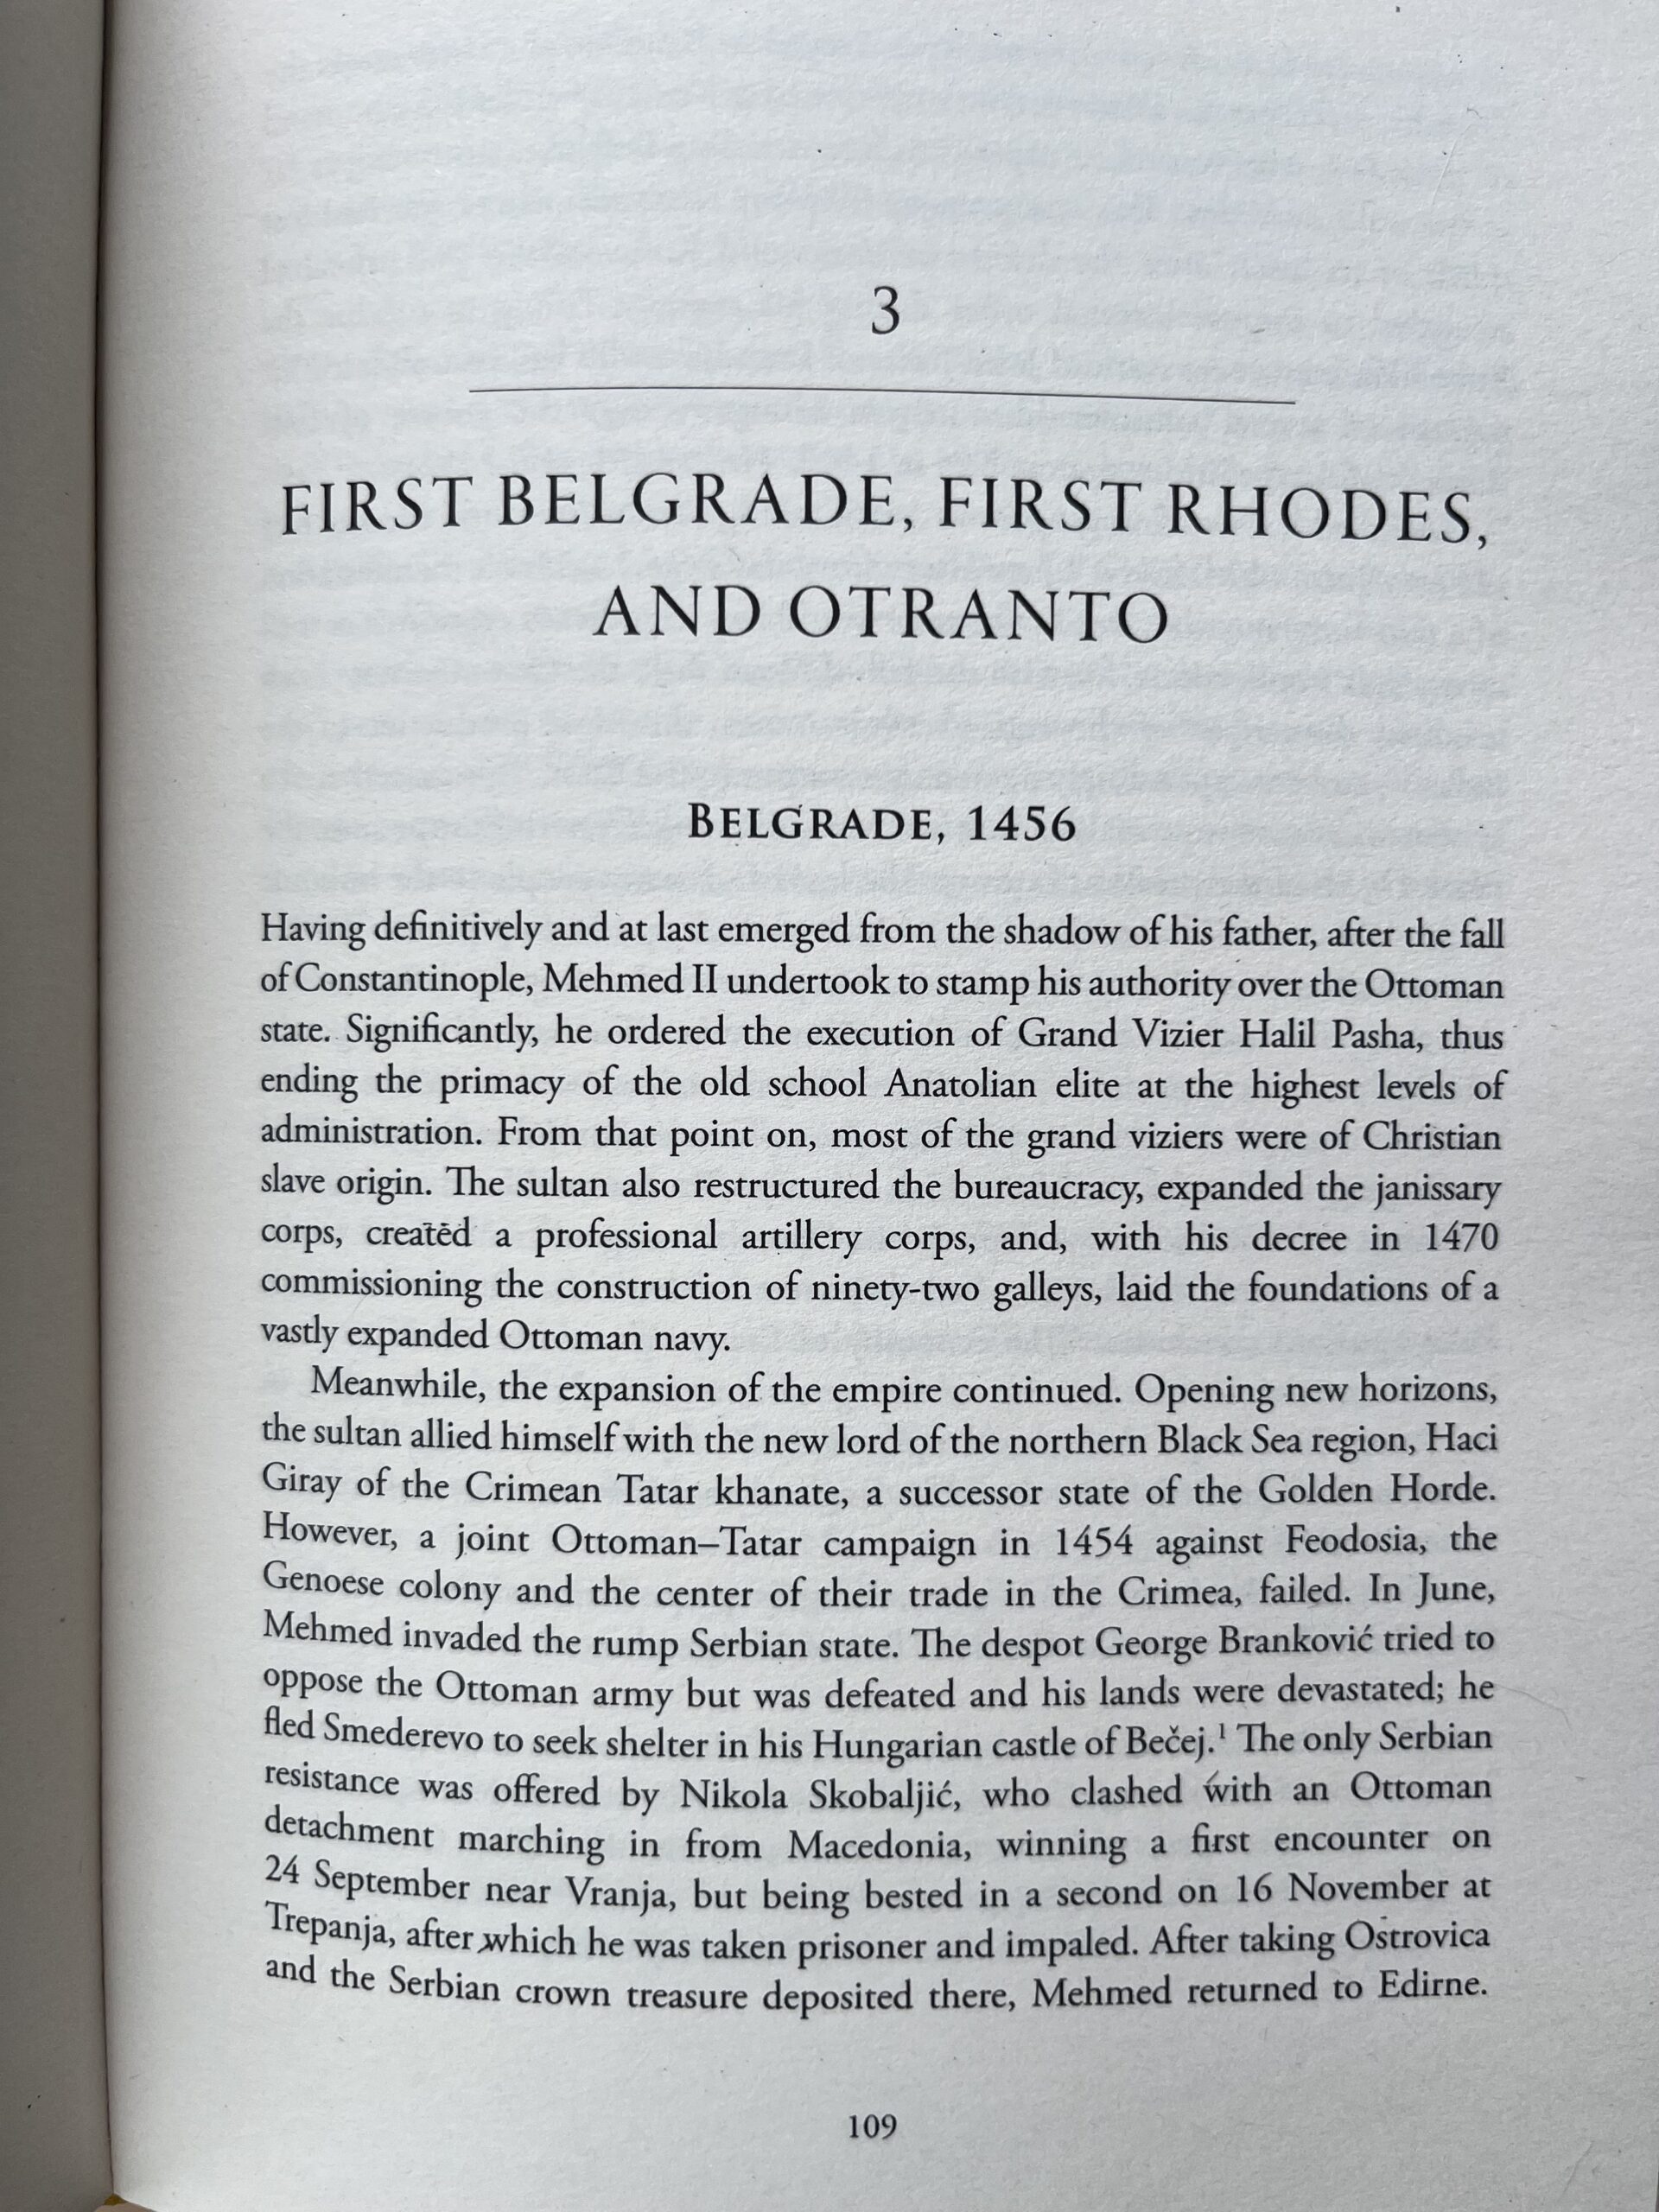 3
FIRST BELGRADE, FIRST RHODES,
AND OTRANTO
BELGRADE, 1456
Having definitively and at last emerged from the shadow of his father, after the fall
of Constantinople, Mehmed II undertook to stamp his authority over the Ottoman
state. Significantly, he ordered the execution of Grand Vizier Halil Pasha, thus
ending the primacy of the old school Anatolian elite at the highest levels of
administration. From that point on, most of the grand viziers were of Christian
slave origin. The sultan also restructured the bureaucracy, expanded the janissary
corps, created a professional artillery corps, and, with his decree in 1470
commissioning the construction of ninety-two galleys, laid the foundations of a
vastly expanded Ottoman navy.
Meanwhile, the expansion of the empire continued. Opening new horizons,
the sultan allied himself with the new lord of the northern Black Sea region, Haci
Giray of the Crimean Tatar khanate, a successor state of the Golden Horde.
However, a joint Ottoman–Tatar campaign in 1454 against Feodosia, the
Genoese colony and the center of their trade in the Crimea, failed. In June,
Mehmed invaded the rump Serbian state. The despot George Branković tried to
oppose the Ottoman army but was defeated and his lands were devastated; he
fled Smederevo to seek shelter in his Hungarian castle of Bečej.¹ The only Serbian
resistance was offered by Nikola Skobaljić, who clashed with an Ottoman
detachment marching in from Macedonia, winning a first encounter on
24 September near Vranja, but being bested in a second on 16 November at
Trepanja, after which he was taken prisoner and impaled. After taking Ostrovica
and the Serbian crown treasure deposited there, Mehmed returned to Edirne.
109